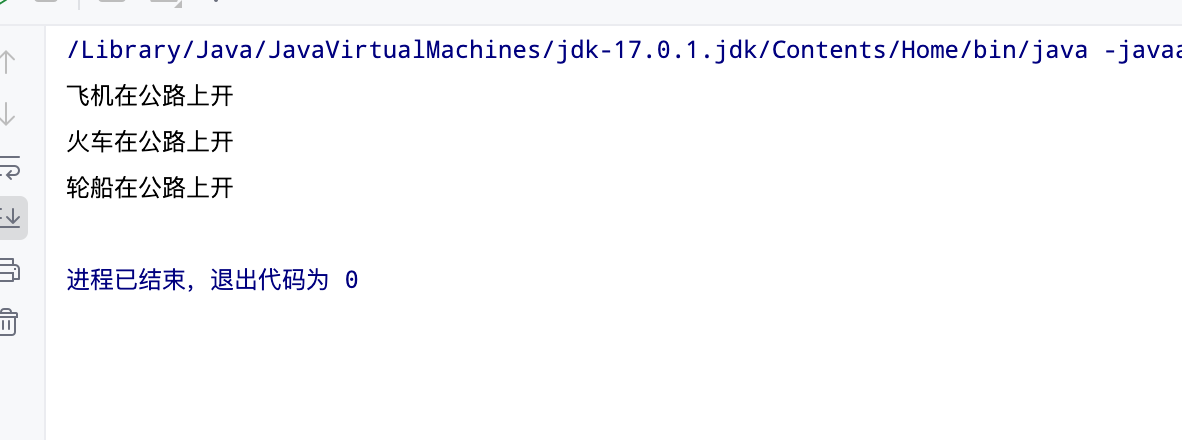 /Library/Java/JavaVirtualMachines/jdk-17.0.1.jdk/Contents/Home/bin/java -javaa
飞机在公路上开
火车在公路上开
轮船在公路上开
进程已结束，退出代码为 0